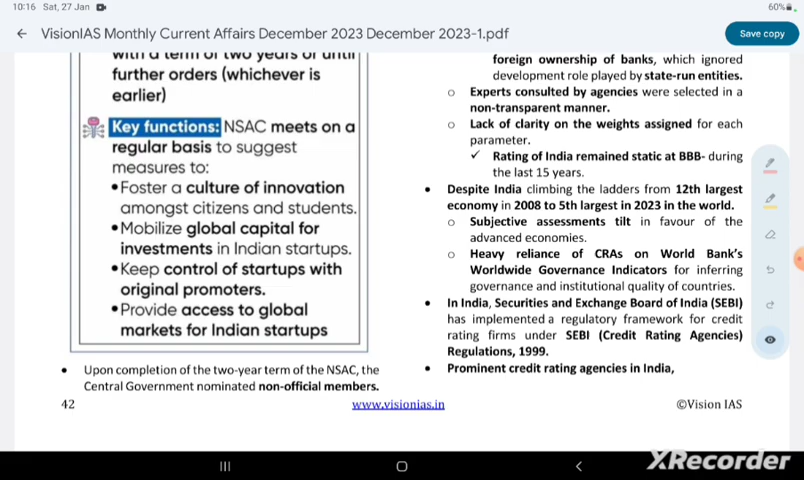 10:16 Sat, 27 Jan
60%
VisionIAS Monthly Current Affairs December 2023 December 2023-1.pdf
Save copy
with a term of two years or until
further orders (whichever is
earlier)
Key functions: NSAC meets on a
regular basis to suggest
measures to:
•Foster a culture of innovation
amongst citizens and students.
•Mobilize global capital for
investments in Indian startups.
•Keep control of startups with
original promoters.
•Provide access to global
markets for Indian startups
• Upon completion of the two-year term of the NSAC, the
Central Government nominated non-official members.
foreign ownership of banks, which ignored
development role played by state-run entities.
o Experts consulted by agencies were selected in a
non-transparent manner.
o Lack of clarity on the weights assigned for each
parameter.
✓ Rating of India remained static at BBB- during
the last 15 years.
• Despite India climbing the ladders from 12th largest
economy in 2008 to 5th largest in 2023 in the world.
o Subjective assessments tilt in favour of the
advanced economies.
o Heavy reliance of CRAs on World Bank's
Worldwide Governance Indicators for inferring
governance and institutional quality of countries.
• In India, Securities and Exchange Board of India (SEBI)
has implemented a regulatory framework for credit
rating firms under SEBI (Credit Rating Agencies)
Regulations, 1999.
• Prominent credit rating agencies in India,
42
www.visionias.in
©Vision IAS
XRecorder